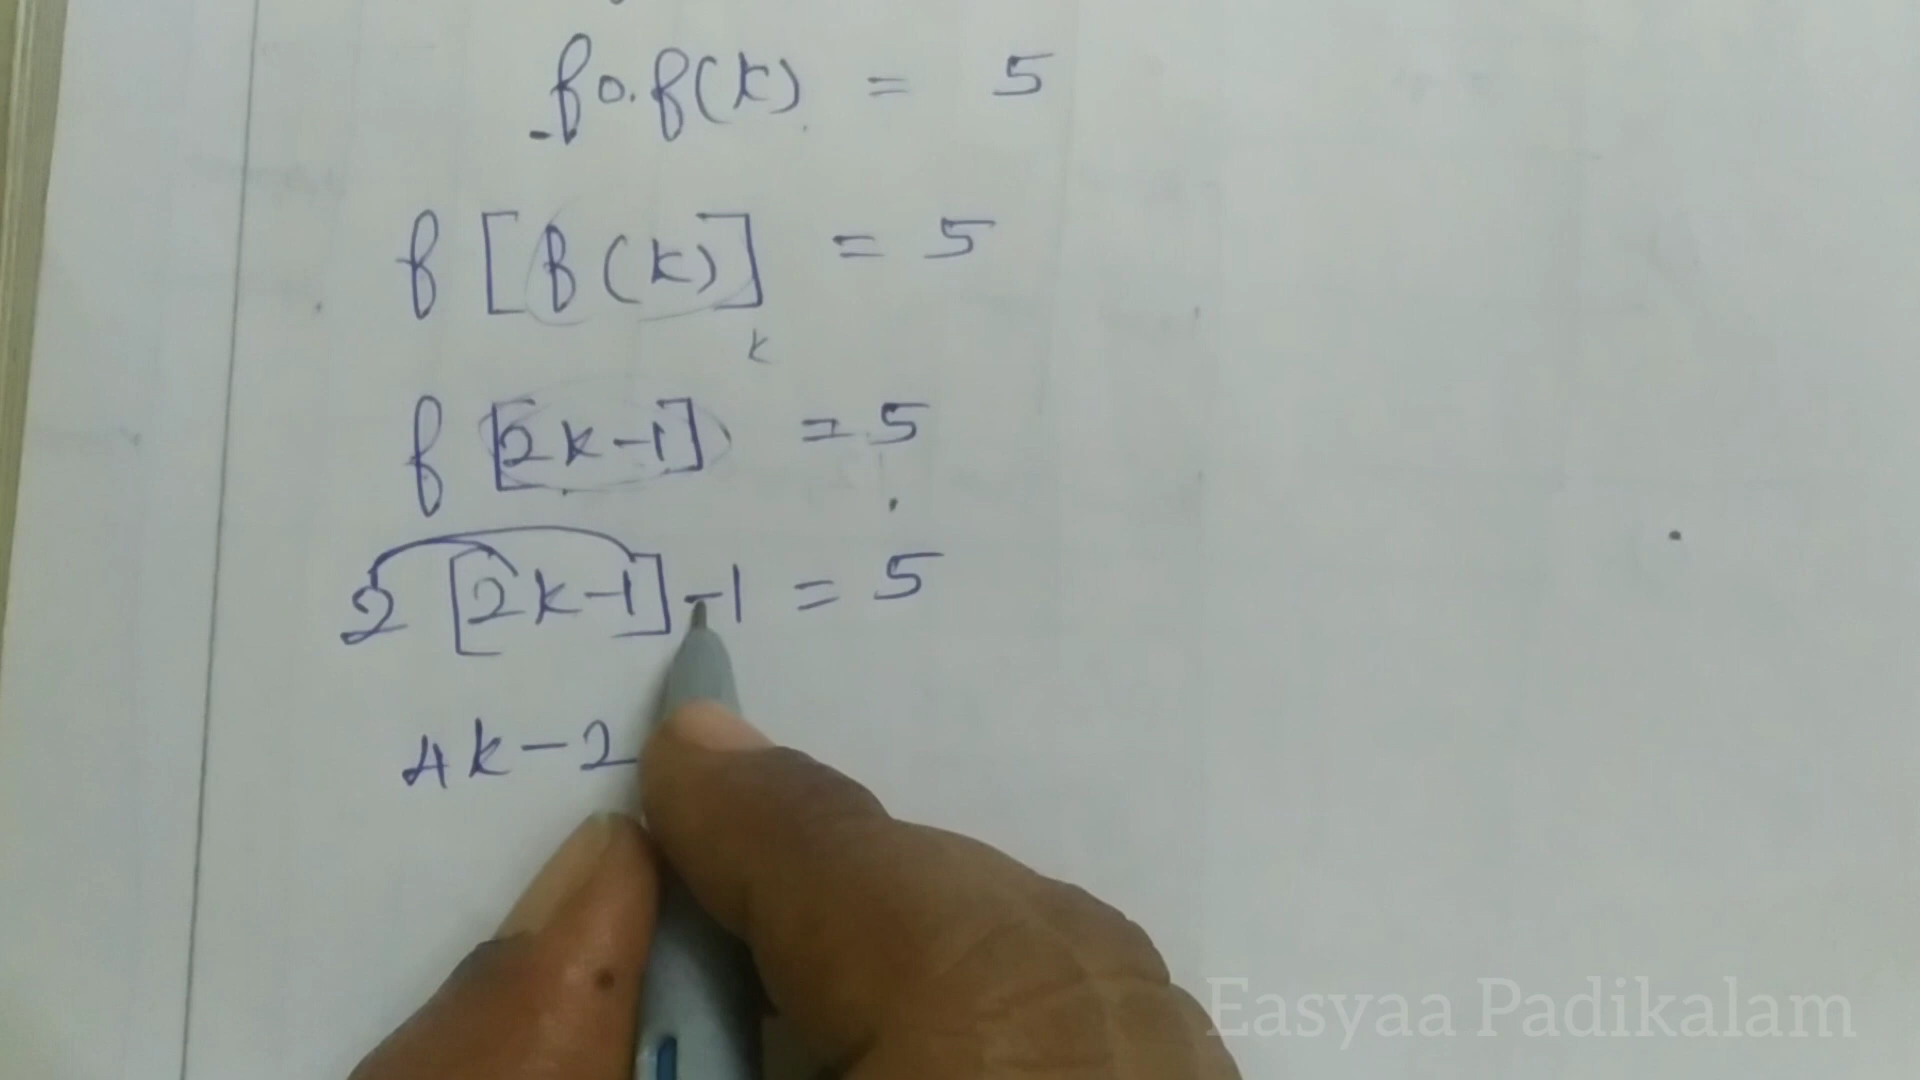 fo.f(k) = 5
f[f(k)] = 5
k
f[2k-1] = 5
2[2k-1]-1 = 5
4k-2
Easyaa Padikalam